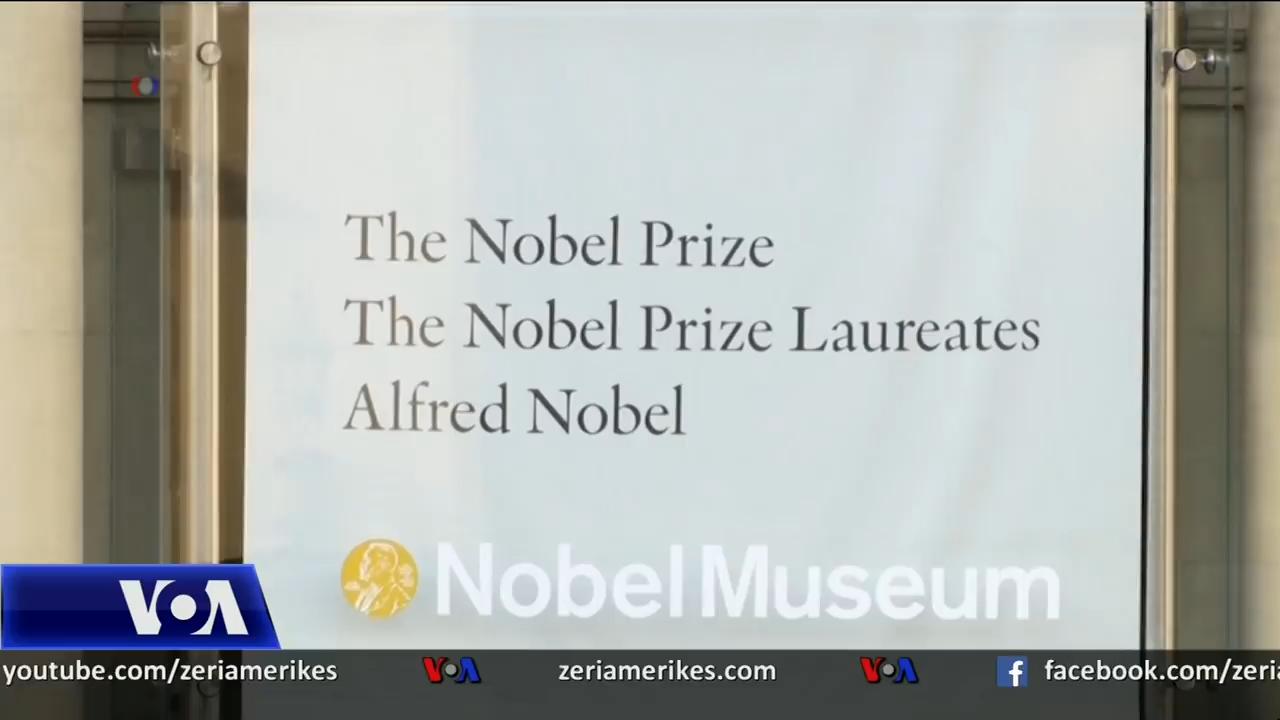 The Nobel Prize
The Nobel Prize Laureates
Alfred Nobel
Nobel Museum
VOA
youtube.com/zeriamerikes VOA zeriamerikes.com VOA facebook.com/zeria